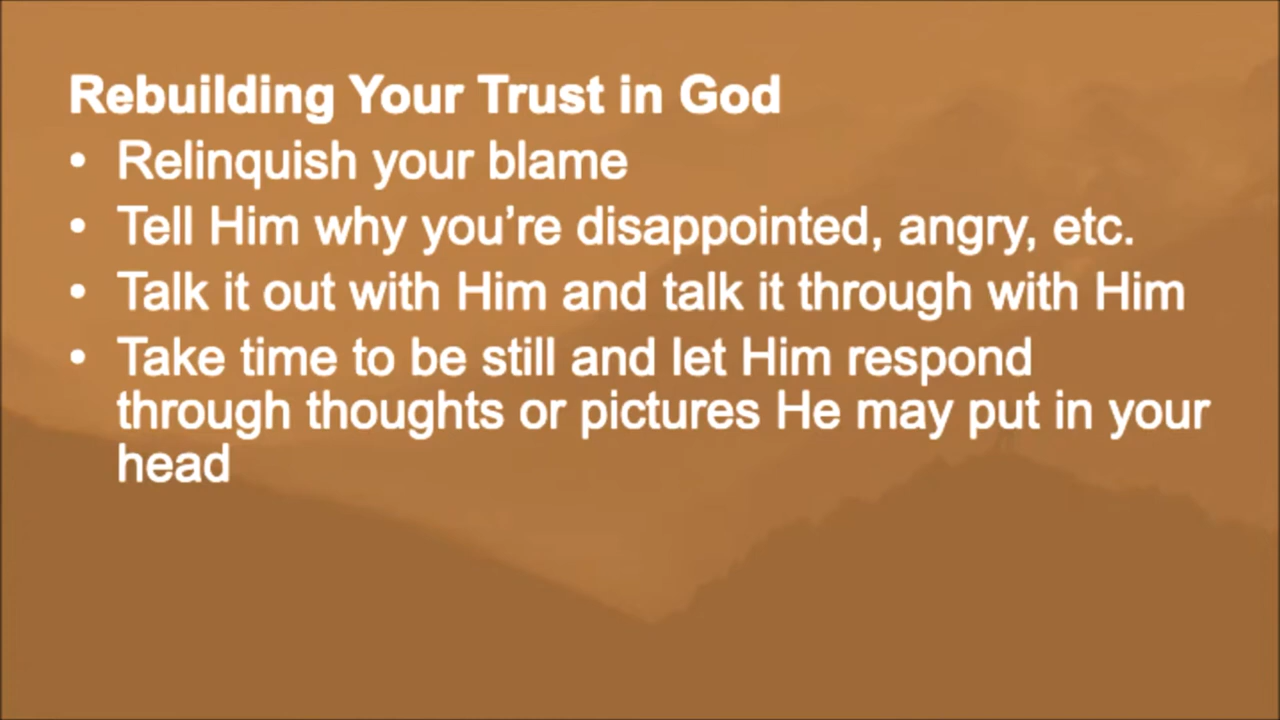 Rebuilding Your Trust in God
• Relinquish your blame
• Tell Him why you’re disappointed, angry, etc.
• Talk it out with Him and talk it through with Him
• Take time to be still and let Him respond
through thoughts or pictures He may put in your
head